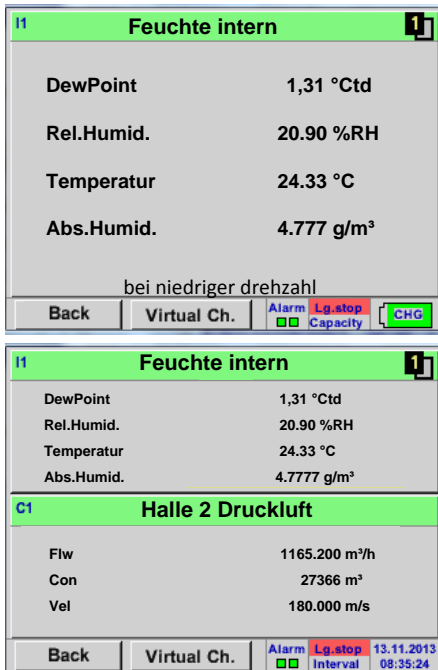 I1 Feuchte intern 1
DewPoint 1,31 °Ctd
Rel.Humid. 20.90 %RH
Temperatur 24.33 °C
Abs.Humid. 4.777 g/m³
bei niedriger drehzahl
Back Virtual Ch. Alarm Lg.stop Capacity CHG
I1 Feuchte intern 1
DewPoint 1,31 °Ctd
Rel.Humid. 20.90 %RH
Temperatur 24.33 °C
Abs.Humid. 4.7777 g/m³
C1 Halle 2 Druckluft
Flw 1165.200 m³/h
Con 27366 m³
Vel 180.000 m/s
Back Virtual Ch. Alarm Lg.stop 13.11.2013
Interval 08:35:24